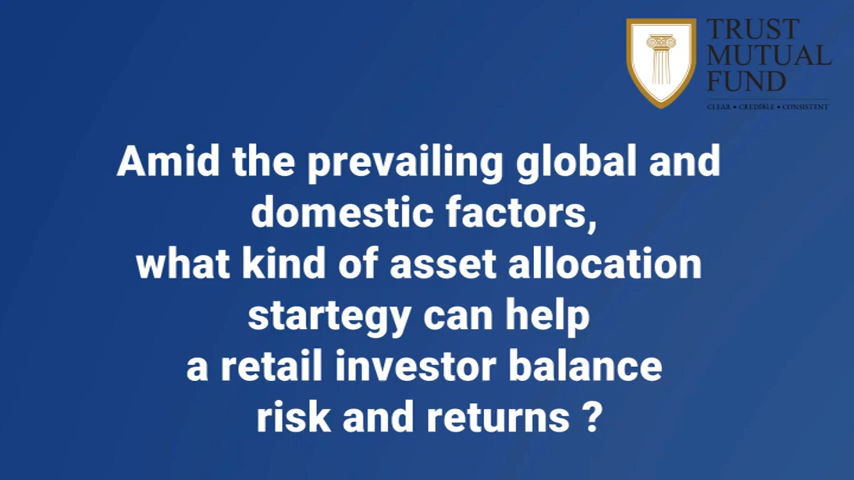 TRUST
MUTUAL
FUND
CLEAR • CREDIBLE • CONSISTENT
Amid the prevailing global and
domestic factors,
what kind of asset allocation
startegy can help
a retail investor balance
risk and returns ?